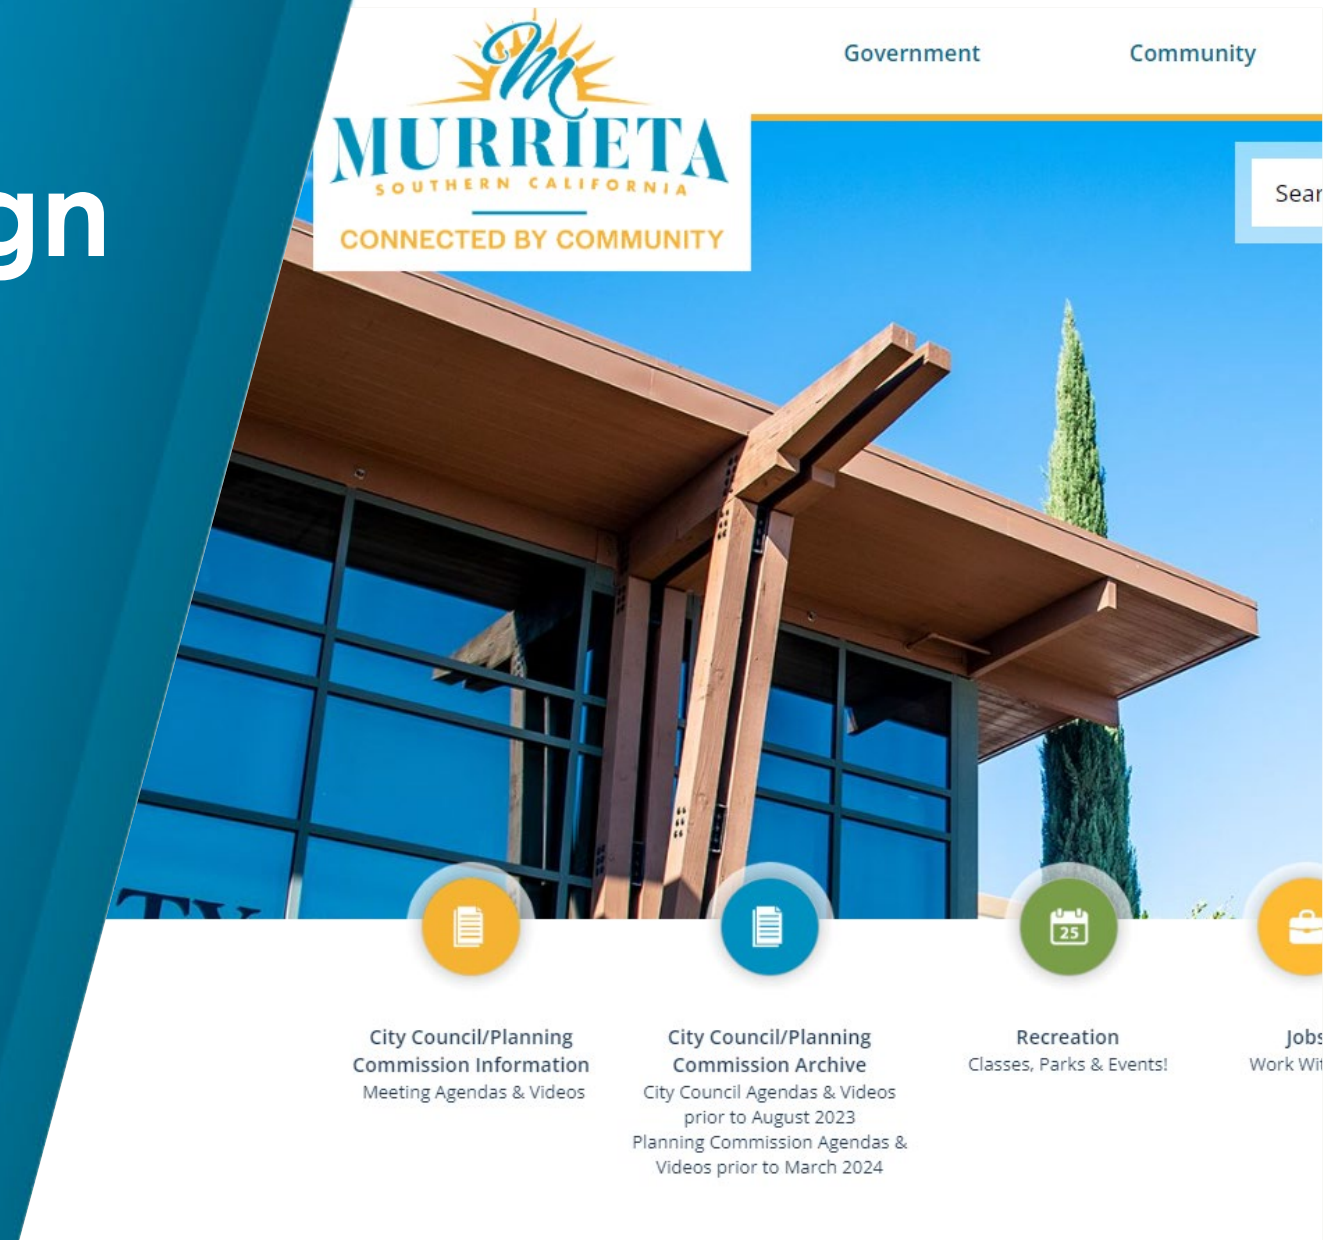 gn
M
MURRIETA
SOUTHERN CALIFORNIA
CONNECTED BY COMMUNITY
Government
Community
Sear
TY
25
City Council/Planning
Commission Information
Meeting Agendas & Videos
City Council/Planning
Commission Archive
City Council Agendas & Videos
prior to August 2023
Planning Commission Agendas &
Videos prior to March 2024
Recreation
Classes, Parks & Events!
Jobs
Work Wit